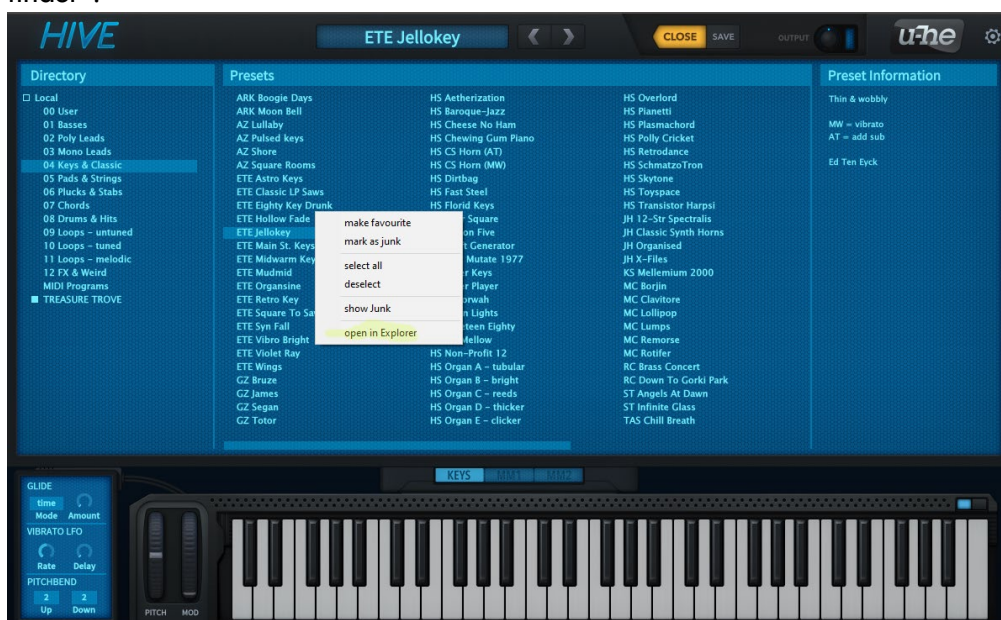 HIVE
ETE Jellokey
CLOSE
SAVE
OUTPUT
u-he
Directory
Local
00 User
01 Basses
02 Poly Leads
03 Mono Leads
04 Keys & Classic
05 Pads & Strings
06 Plucks & Stabs
07 Chords
08 Drums & Hits
09 Loops – untuned
10 Loops – tuned
11 Loops – melodic
12 FX & Weird
MIDI Programs
TREASURE TROVE
Presets
ARK Boogie Days
ARK Moon Bell
AZ Lullaby
AZ Pulsed keys
AZ Shore
AZ Square Rooms
ETE Astro Keys
ETE Classic LP Saws
ETE Eighty Key Drunk
ETE Hollow Fade
ETE Jellokey
ETE Main St. Keys
ETE Midwarm Key
ETE Mudmid
ETE Organsine
ETE Retro Key
ETE Square To Sa
ETE Syn Fall
ETE Vibro Bright
ETE Violet Ray
ETE Wings
GZ Bruze
GZ James
GZ Segan
GZ Totor
make favourite
mark as junk
select all
deselect
show Junk
open in Explorer
HS Aetherization
HS Baroque-Jazz
HS Cheese No Ham
HS Chewing Gum Piano
HS CS Horn (AT)
HS CS Horn (MW)
HS Dirtbag
HS Fast Steel
HS Florid Keys
Square
Five
Generator
Mutate 1977
Keys
Player
Lights
Eighty
Mellow
HS Non-Profit 12
HS Organ A – tubular
HS Organ B – bright
HS Organ C – reeds
HS Organ D – thicker
HS Organ E – clicker
HS Overlord
HS Pianetti
HS Plasmachord
HS Polly Cricket
HS Retrodance
HS SchmatzoTron
HS Skytone
HS Toyspace
HS Transistor Harpsi
JH 12-Str Spectralis
JH Classic Synth Horns
JH Organised
JH X-Files
KS Mellemium 2000
MC Borjin
MC Clavitore
MC Lollipop
MC Lumps
MC Remorse
MC Rotifer
RC Brass Concert
RC Down To Gorki Park
ST Angels At Dawn
ST Infinite Glass
TAS Chill Breath
Preset Information
Thin & wobbly
MW = vibrato
AT = add sub
Ed Ten Eyck
KEYS
MM1
MM2
GLIDE
time
Mode Amount
VIBRATO LFO
Rate Delay
PITCHBEND
2 2
Up Down
PITCH MOD